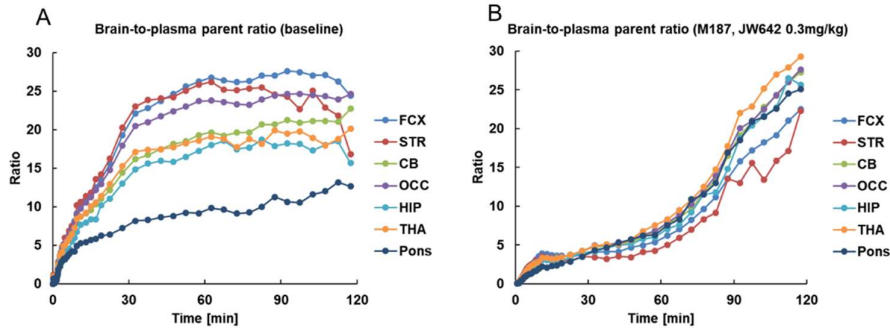 A
Brain-to-plasma parent ratio (baseline)
30
25
20
15
10
5
0
Ratio
0 30 60 90 120
Time [min]
FCX
STR
CB
OCC
HIP
THA
Pons
B
Brain-to-plasma parent ratio (M187, JW642 0.3mg/kg)
30
25
20
15
10
5
0
Ratio
0 30 60 90 120
Time [min]
FCX
STR
CB
OCC
HIP
THA
Pons